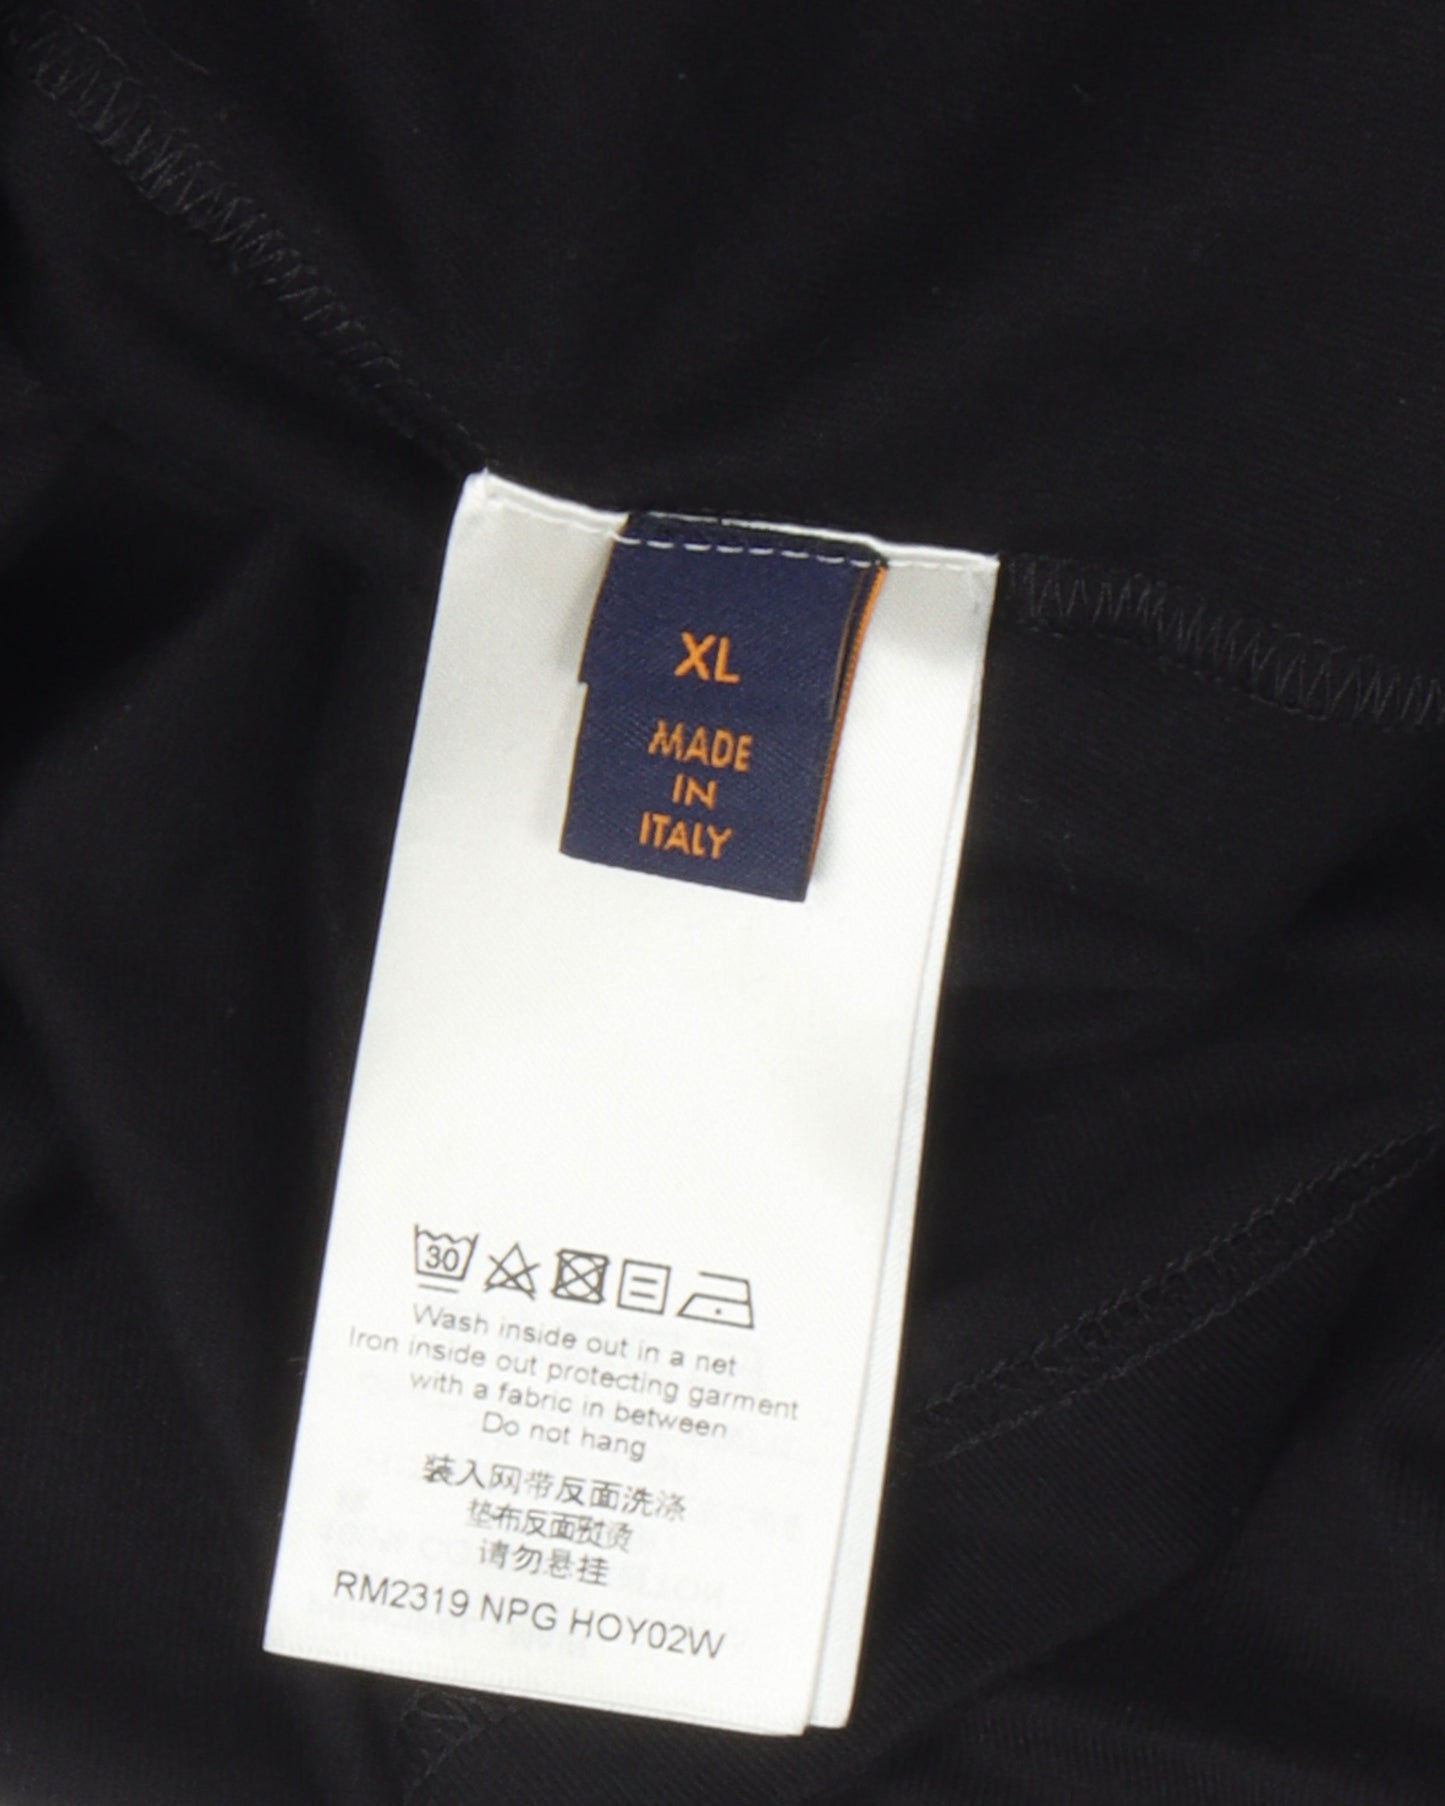 XL
MADE
IN
ITALY
30
Wash inside out in a net
Iron inside out protecting garment
with a fabric in between
Do not hang
装入网带反面洗涤
垫布反面熨烫
请勿悬挂
RM2319 NPG HOY02W